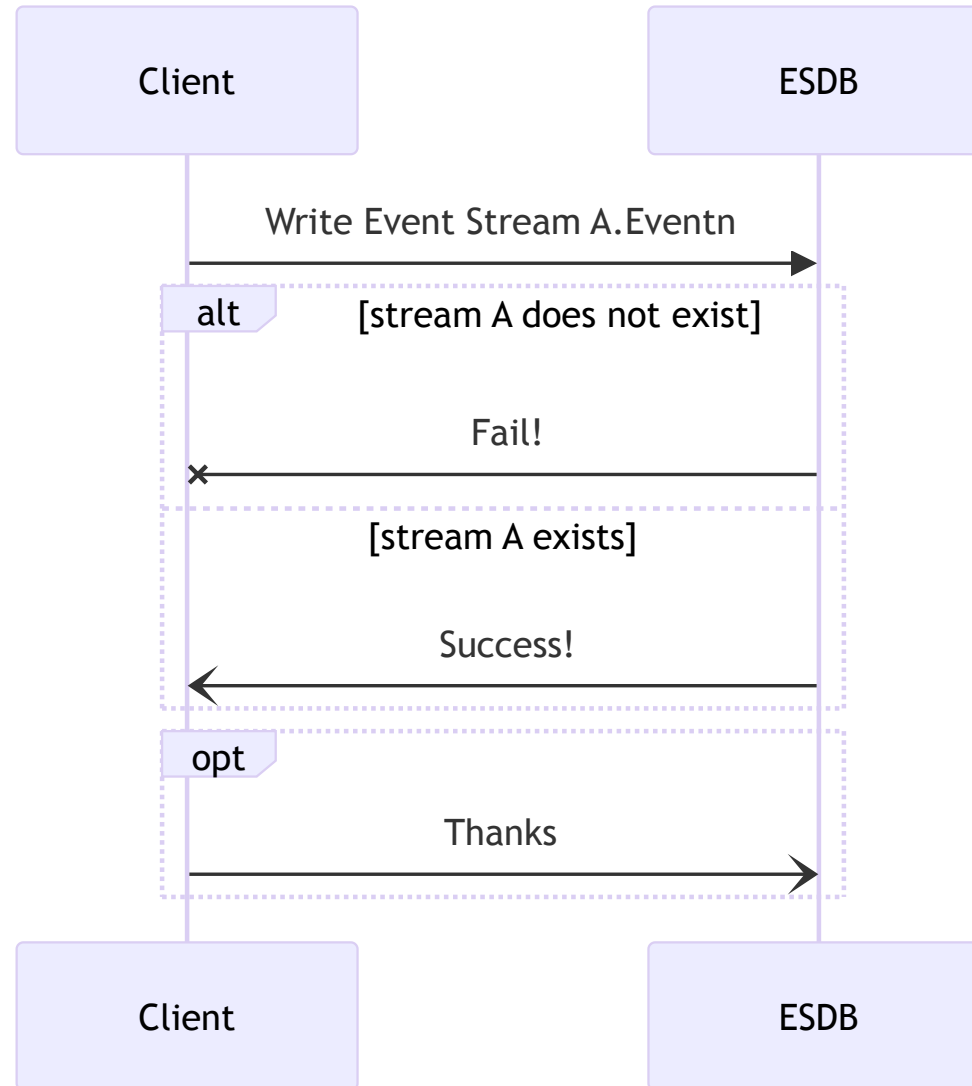 Client
ESDB
Write Event Stream A.Eventn
alt
[stream A does not exist]
Fail!
[stream A exists]
Success!
opt
Thanks
Client
ESDB